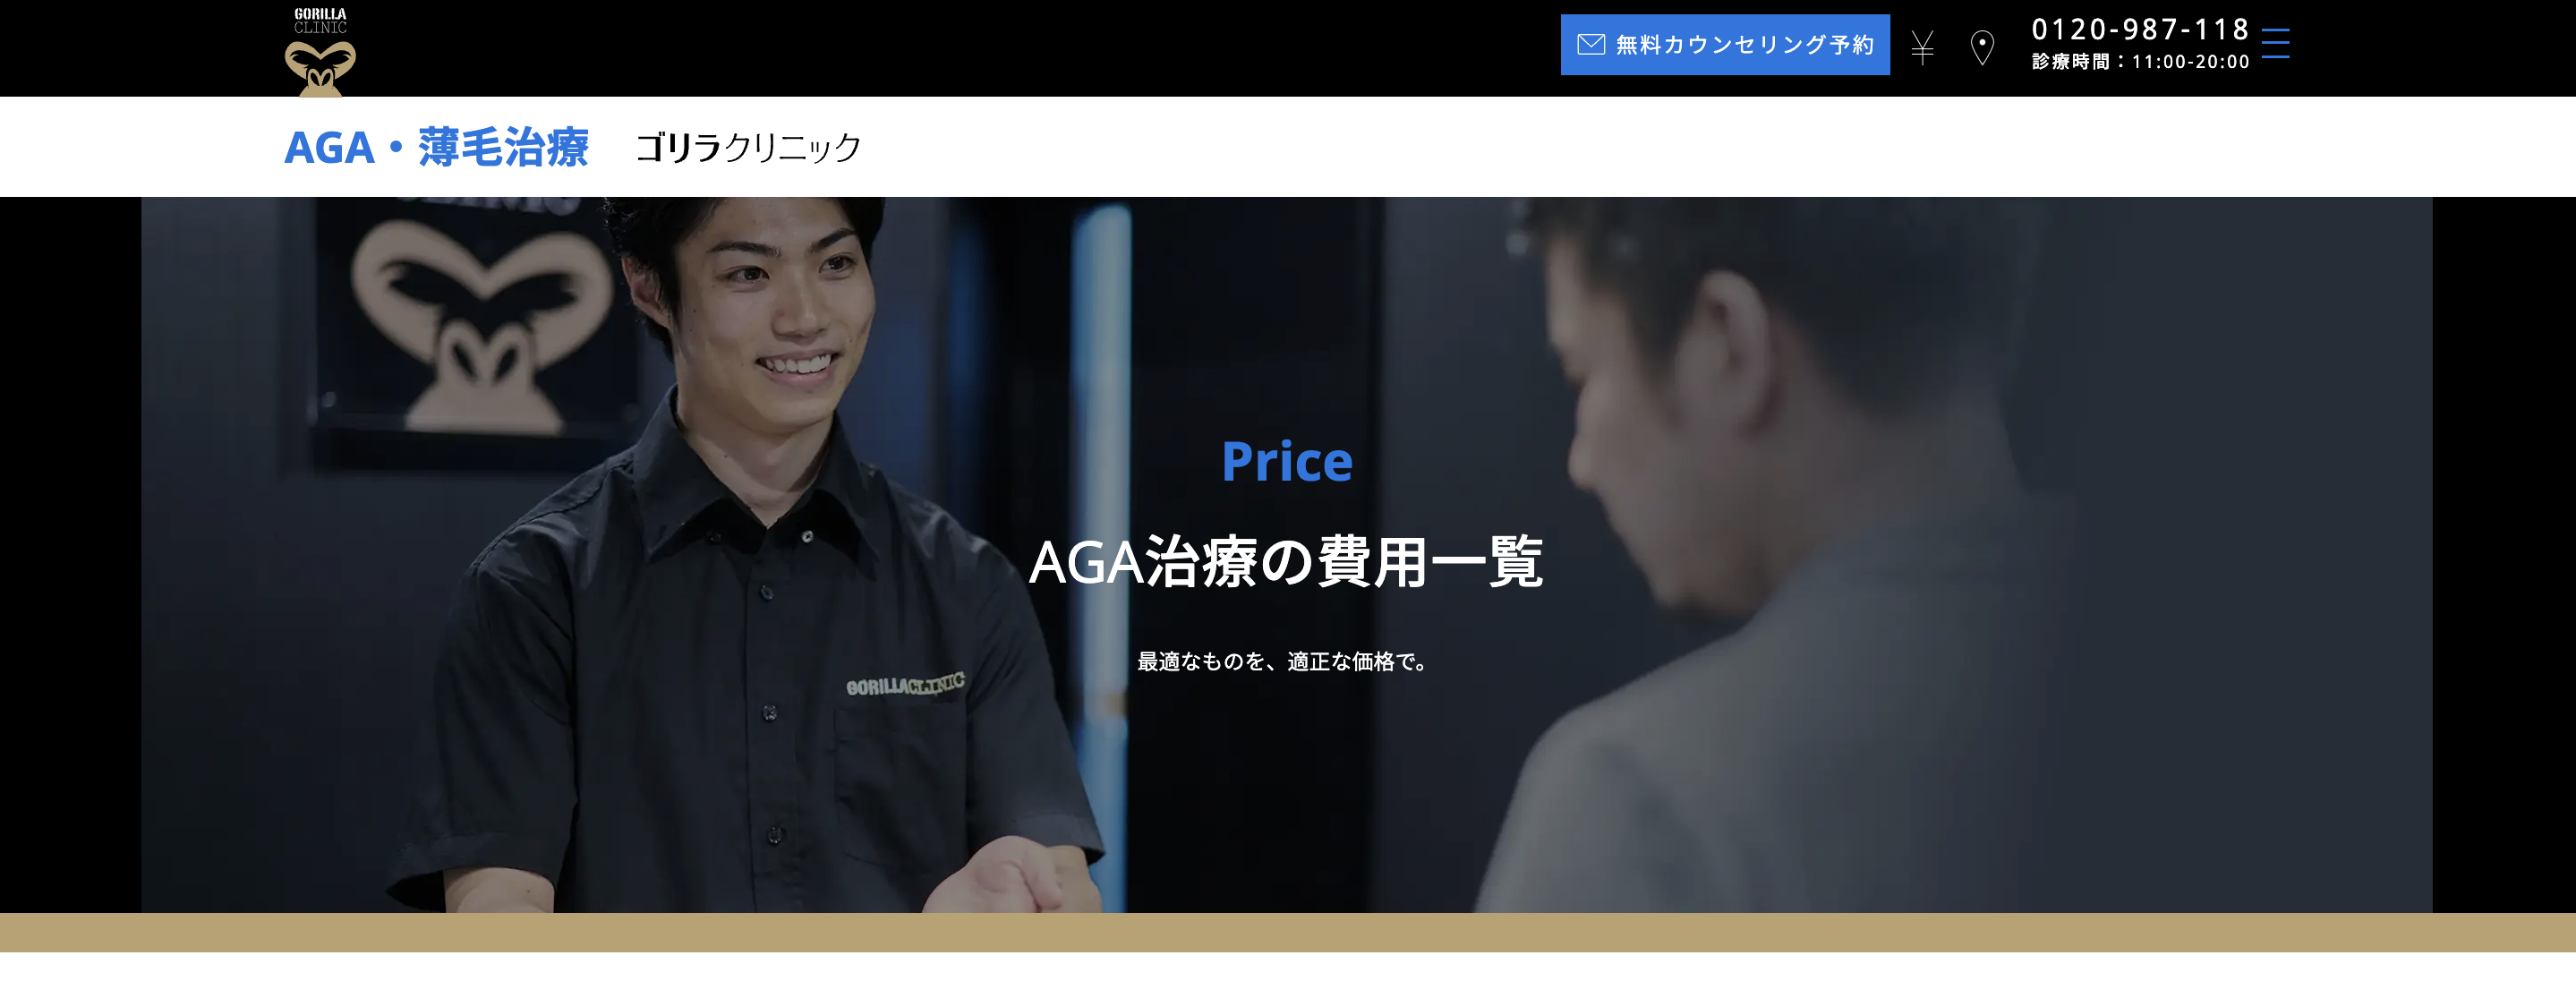 GORILLA
CLINIC
無料カウンセリング予約
0120-987-118
診療時間：11:00-20:00
AGA・薄毛治療
ゴリラクリニック
Price
AGA治療の費用一覧
最適なものを、適正な価格で。
GORILLACLINIC